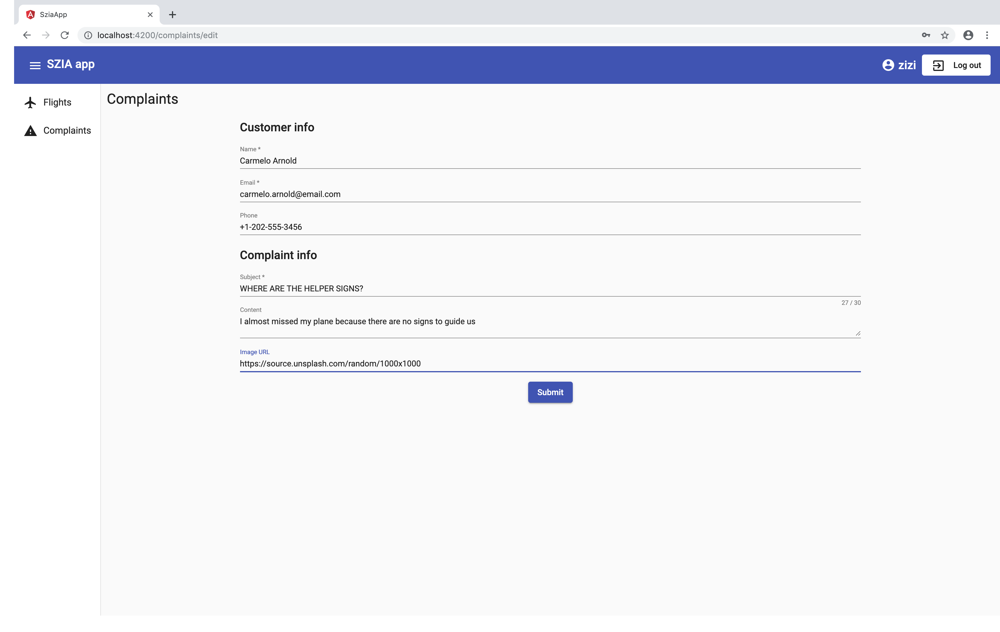 SziaApp
localhost:4200/complaints/edit
SZIA app
zizi
Log out
Flights
Complaints
Complaints
Customer info
Name *
Carmelo Arnold
Email *
carmelo.arnold@email.com
Phone
+1-202-555-3456
Complaint info
Subject *
WHERE ARE THE HELPER SIGNS?
27 / 30
Content
I almost missed my plane because there are no signs to guide us
Image URL
https://source.unsplash.com/random/1000x1000
Submit